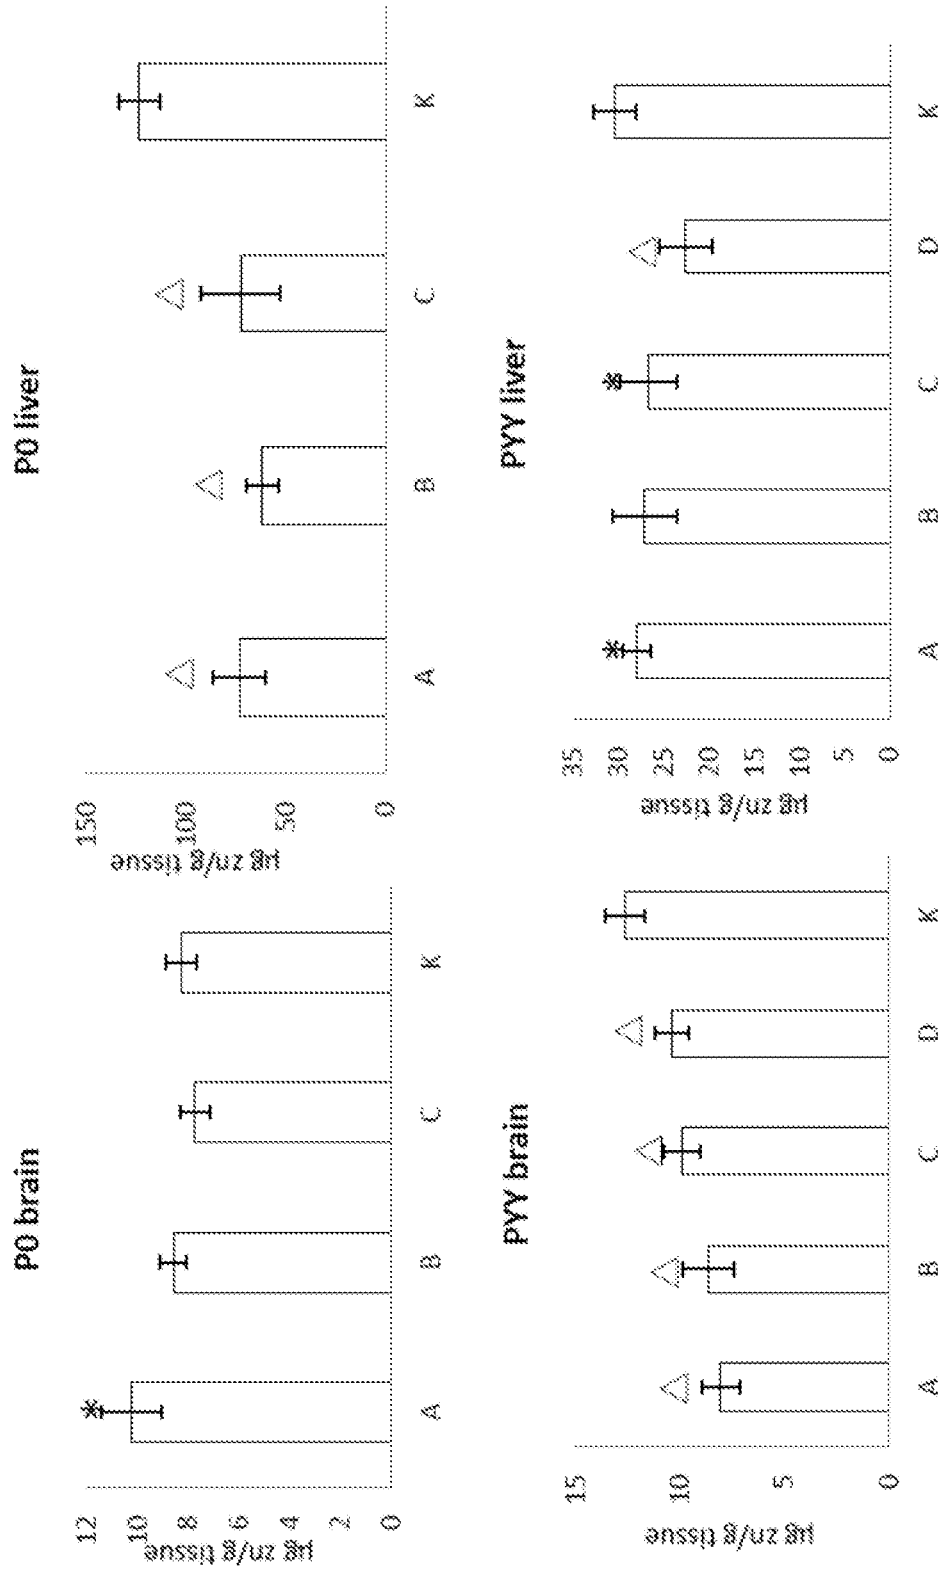 P0 brain
µg zn/g tissue
12
10
8
6
4
2
0
A
B
C
K
*
P0 liver
µg zn/g tissue
150
100
50
0
A
B
C
K
PYY brain
µg zn/g tissue
15
10
5
0
A
B
C
D
K
PYY liver
µg zn/g tissue
35
30
25
20
15
10
5
0
A
B
C
D
K
*
*